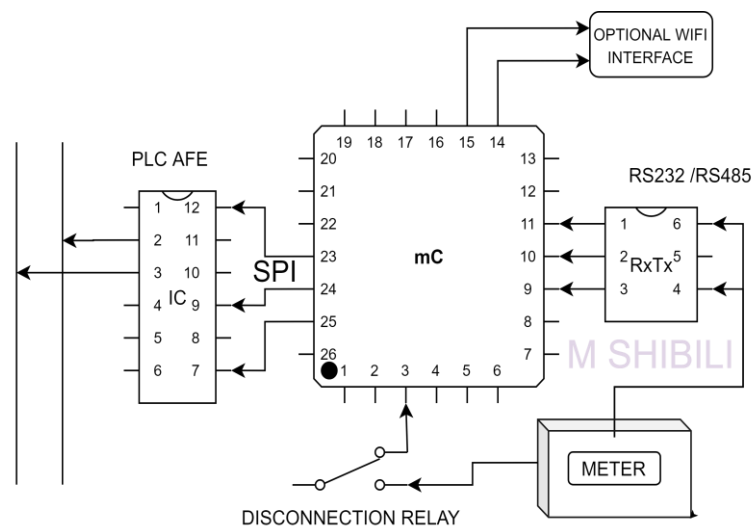 OPTIONAL WIFI
INTERFACE
19 18 17 16 15 14
20
21
22
23
24
25
26
13
12
11
10
9
8
7
1 2 3 4 5 6
mC
PLC AFE
1 12
2 11
3 10
4 9
5 8
6 7
IC
SPI
RS232 /RS485
1 6
2 5
3 4
RxTx
M SHIBILI
METER
DISCONNECTION RELAY